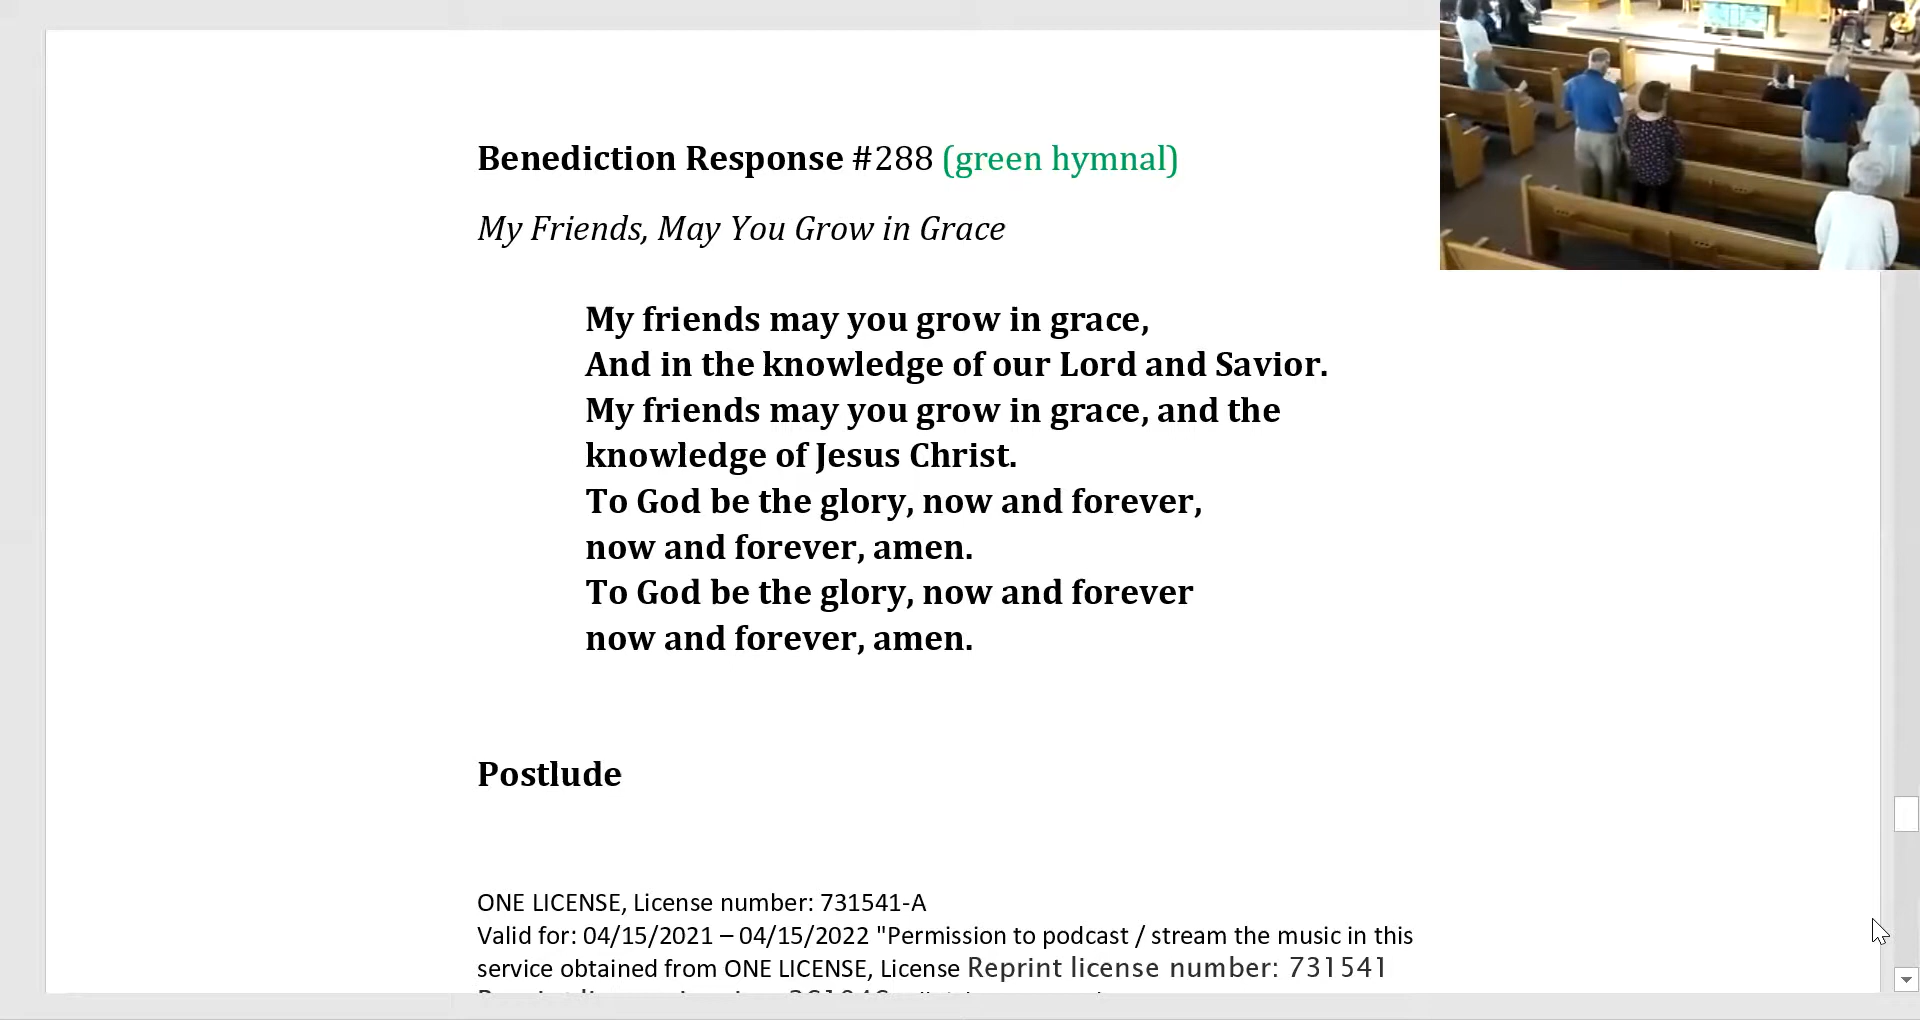 Benediction Response #288 (green hymnal)
My Friends, May You Grow in Grace
My friends may you grow in grace,
And in the knowledge of our Lord and Savior.
My friends may you grow in grace, and the
knowledge of Jesus Christ.
To God be the glory, now and forever,
now and forever, amen.
To God be the glory, now and forever
now and forever, amen.
Postlude
ONE LICENSE, License number: 731541-A
Valid for: 04/15/2021 – 04/15/2022 "Permission to podcast / stream the music in this
service obtained from ONE LICENSE, License Reprint license number: 731541